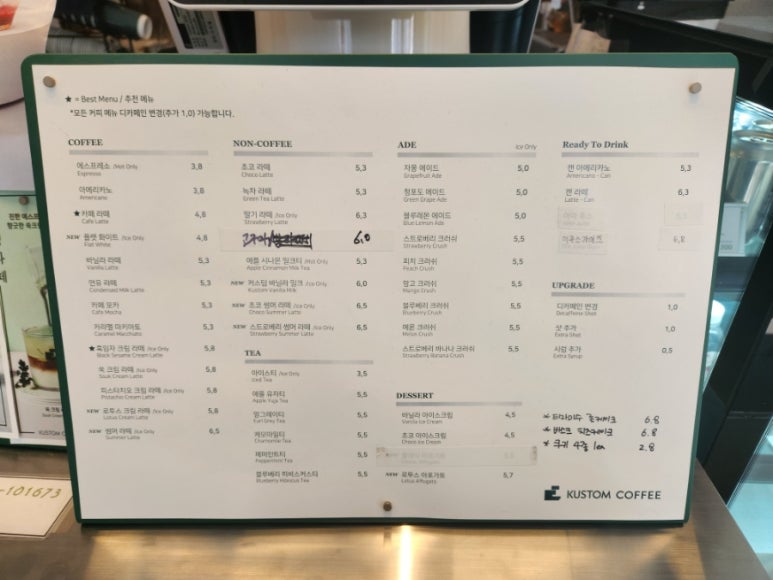 ★ = Best Menu / 추천 메뉴
*모든 커피 메뉴 디카페인 변경(추가 1,0) 가능합니다.
COFFEE
에스프레소 /Hot Only 3,8
Espresso
아메리카노 3,8
Americano
★카페 라떼 4,8
Cafe Latte
NEW 플랫 화이트 /Ice Only 4,8
Flat White
바닐라 라떼 5,3
Vanilla Latte
연유 라떼 5,3
Condensed Milk Latte
카페 모카 5,3
Cafe Mocha
카라멜 마키아토 5,3
Caramel Macchiato
★흑임자 크림 라떼 /Ice Only 5,8
Black Sesame Cream Latte
쑥 크림 라떼 /Ice Only 5,8
Ssuk Cream Latte
피스타치오 크림 라떼 /Ice Only 5,8
Pistachio Cream Latte
NEW 로투스 크림 라떼 /Ice Only 5,8
Lotus Cream Latte
NEW 썸머 라떼 /Ice Only 6,5
Summer Latte
NON-COFFEE
초코 라떼 5,3
Choco Latte
녹차 라떼 5,3
Green Tea Latte
딸기 라떼 /Ice Only 6,3
Strawberry Latte
6.0
애플 시나몬 밀크티 /Hot Only 5,3
Apple Cinnamon Milk Tea
NEW 커스텀 바닐라 밀크 /Ice Only 6,0
Kustom Vanilla Milk
NEW 초코 썸머 라떼 /Ice Only 6,5
Choco Summer Latte
NEW 스트로베리 썸머 라떼 /Ice Only 6,5
Strawberry Summer Latte
TEA
아이스티 /Ice Only 3,5
Iced Tea
애플 유자티 5,5
Apple Yuja Tea
얼그레이티 5,5
Earl Grey Tea
캐모마일티 5,5
Chamomile Tea
페퍼민트티 5,5
Peppermint Tea
블루베리 히비스커스티 5,5
Blueberry Hibiscus Tea
ADE Ice Only
자몽 에이드 5,0
Grapefruit Ade
청포도 에이드 5,0
Green Grape Ade
블루레몬 에이드 5,0
Blue Lemon Ade
스트로베리 크러쉬 5,5
Strawberry Crush
피치 크러쉬 5,5
Peach Crush
망고 크러쉬 5,5
Mango Crush
블루베리 크러쉬 5,5
Blueberry Crush
메론 크러쉬 5,5
Melon Crush
스트로베리 바나나 크러쉬 5,5
Strawberry Banana Crush
DESSERT
바닐라 아이스크림 4,5
Vanilla Ice Cream
초코 아이스크림 4,5
Choco Ice Cream
NEW 로투스 아포가토 5,7
Lotus Affogato
Ready To Drink
캔 아메리카노 5,3
Americano - Can
캔 라떼 6,3
Latte - Can
6,8
UPGRADE
디카페인 변경 1,0
Decaffeine Shot
샷 추가 1,0
Extra Shot
시럽 추가 0,5
Extra Syrup
* 티라미수 롤케이크 6.8
* 바스크 치즈케이크 6.8
* 쿠키 4종 1ea 2.8
KUSTOM COFFEE
-101673